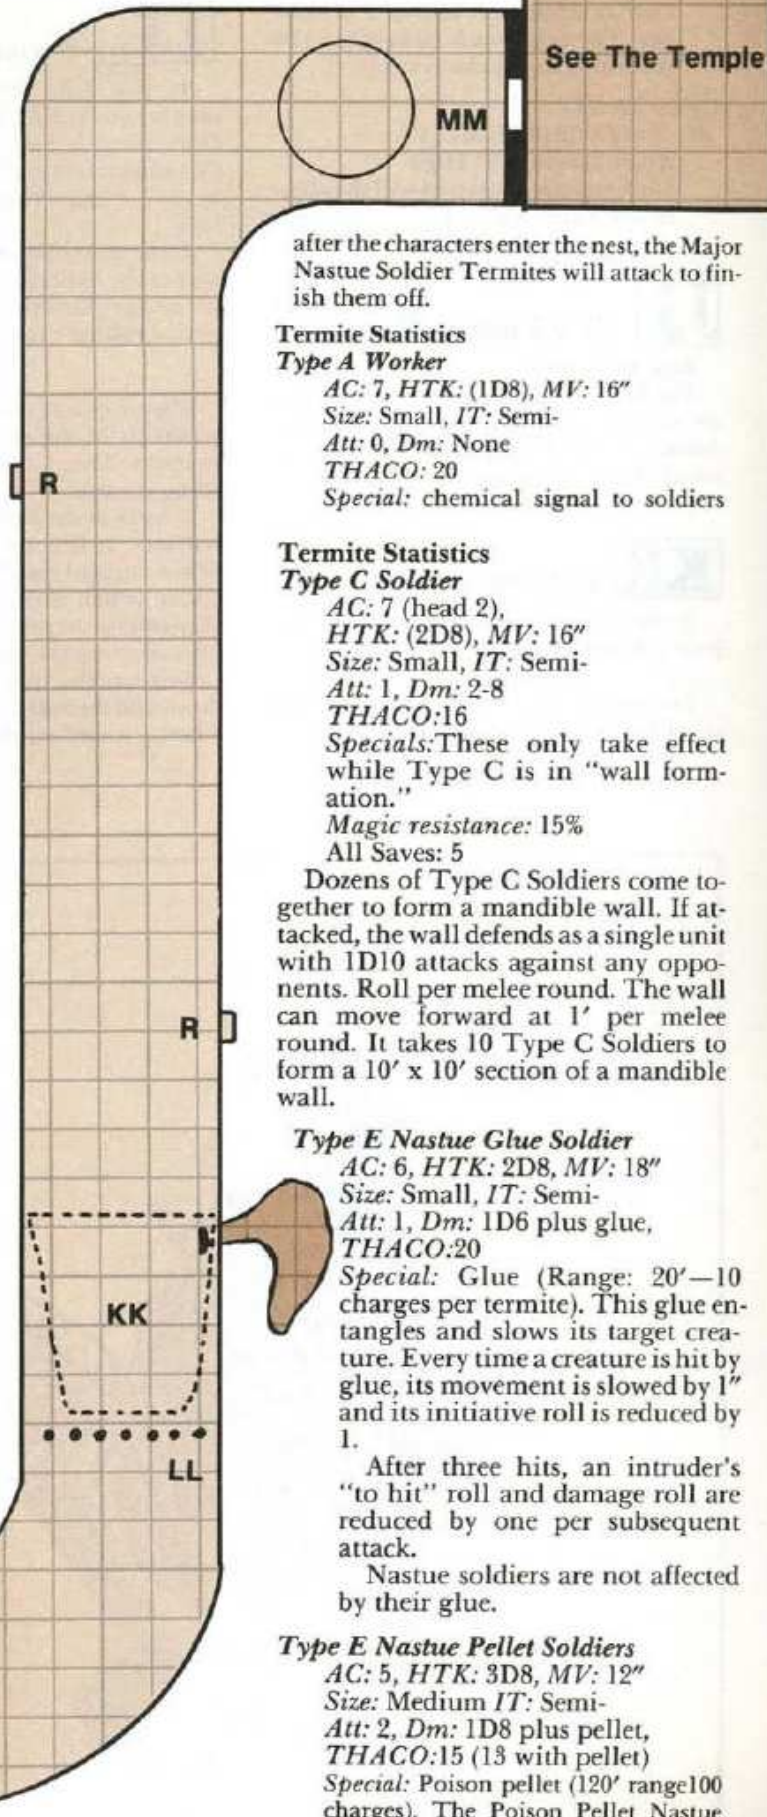 See The Temple
MM
after the characters enter the nest, the Major
Nastue Soldier Termites will attack to fin-
ish them off.
Termite Statistics
Type A Worker
AC: 7, HTK: (1D8), MV: 16″
Size: Small, IT: Semi-
Att: 0, Dm: None
THACO: 20
Special: chemical signal to soldiers
R
Termite Statistics
Type C Soldier
AC: 7 (head 2),
HTK: (2D8), MV: 16″
Size: Small, IT: Semi-
Att: 1, Dm: 2-8
THACO:16
Specials:These only take effect
while Type C is in "wall form-
ation."
Magic resistance: 15%
All Saves: 5
Dozens of Type C Soldiers come to-
gether to form a mandible wall. If at-
tacked, the wall defends as a single unit
with 1D10 attacks against any oppo-
nents. Roll per melee round. The wall
can move forward at 1′ per melee
round. It takes 10 Type C Soldiers to
form a 10′ x 10′ section of a mandible
wall.
R
Type E Nastue Glue Soldier
AC: 6, HTK: 2D8, MV: 18″
Size: Small, IT: Semi-
Att: 1, Dm: 1D6 plus glue,
THACO:20
Special: Glue (Range: 20′—10
charges per termite). This glue en-
tangles and slows its target crea-
ture. Every time a creature is hit by
glue, its movement is slowed by 1″
and its initiative roll is reduced by
1.
After three hits, an intruder's
"to hit" roll and damage roll are
reduced by one per subsequent
attack.
Nastue soldiers are not affected
by their glue.
KK
LL
Type E Nastue Pellet Soldiers
AC: 5, HTK: 3D8, MV: 12″
Size: Medium IT: Semi-
Att: 2, Dm: 1D8 plus pellet,
THACO:15 (13 with pellet)
Special: Poison pellet (120′ range100
charges). The Poison Pellet Nastue